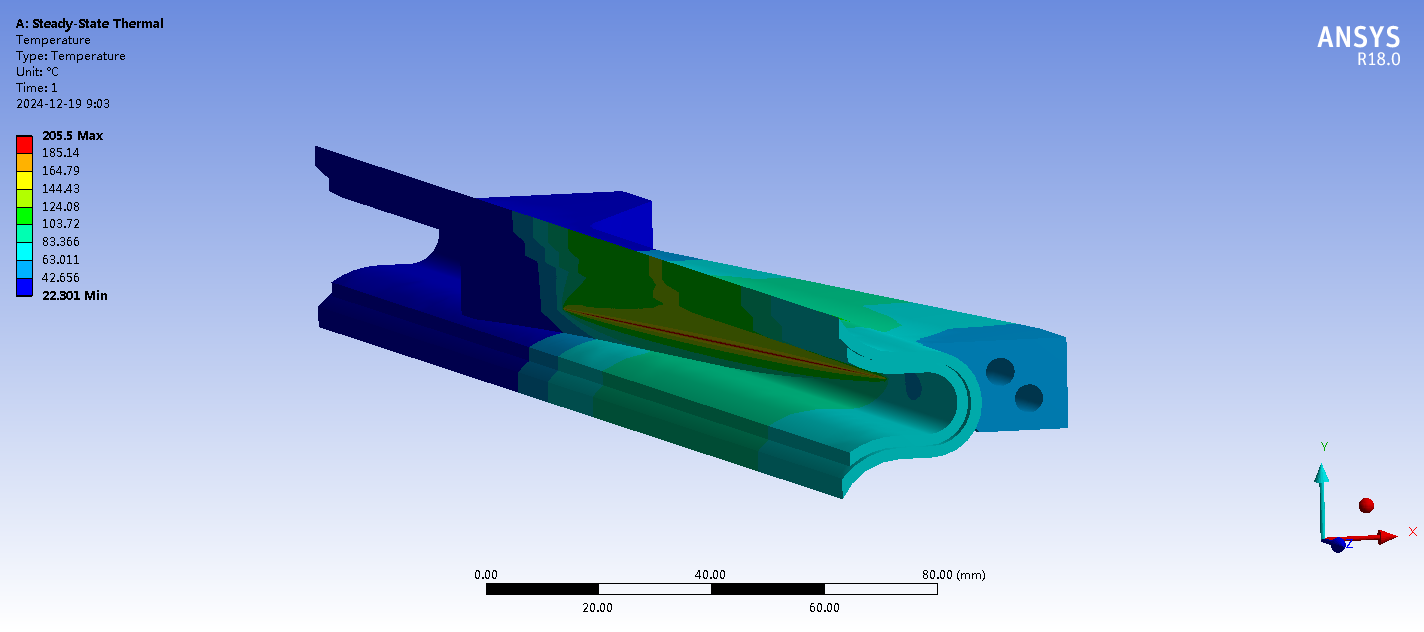 A: Steady-State Thermal
Temperature
Type: Temperature
Unit: °C
Time: 1
2024-12-19 9:03
205.5 Max
185.14
164.79
144.43
124.08
103.72
83.366
63.011
42.656
22.301 Min
ANSYS
R18.0
Y
X
Z
0.00 40.00 80.00 (mm)
20.00 60.00